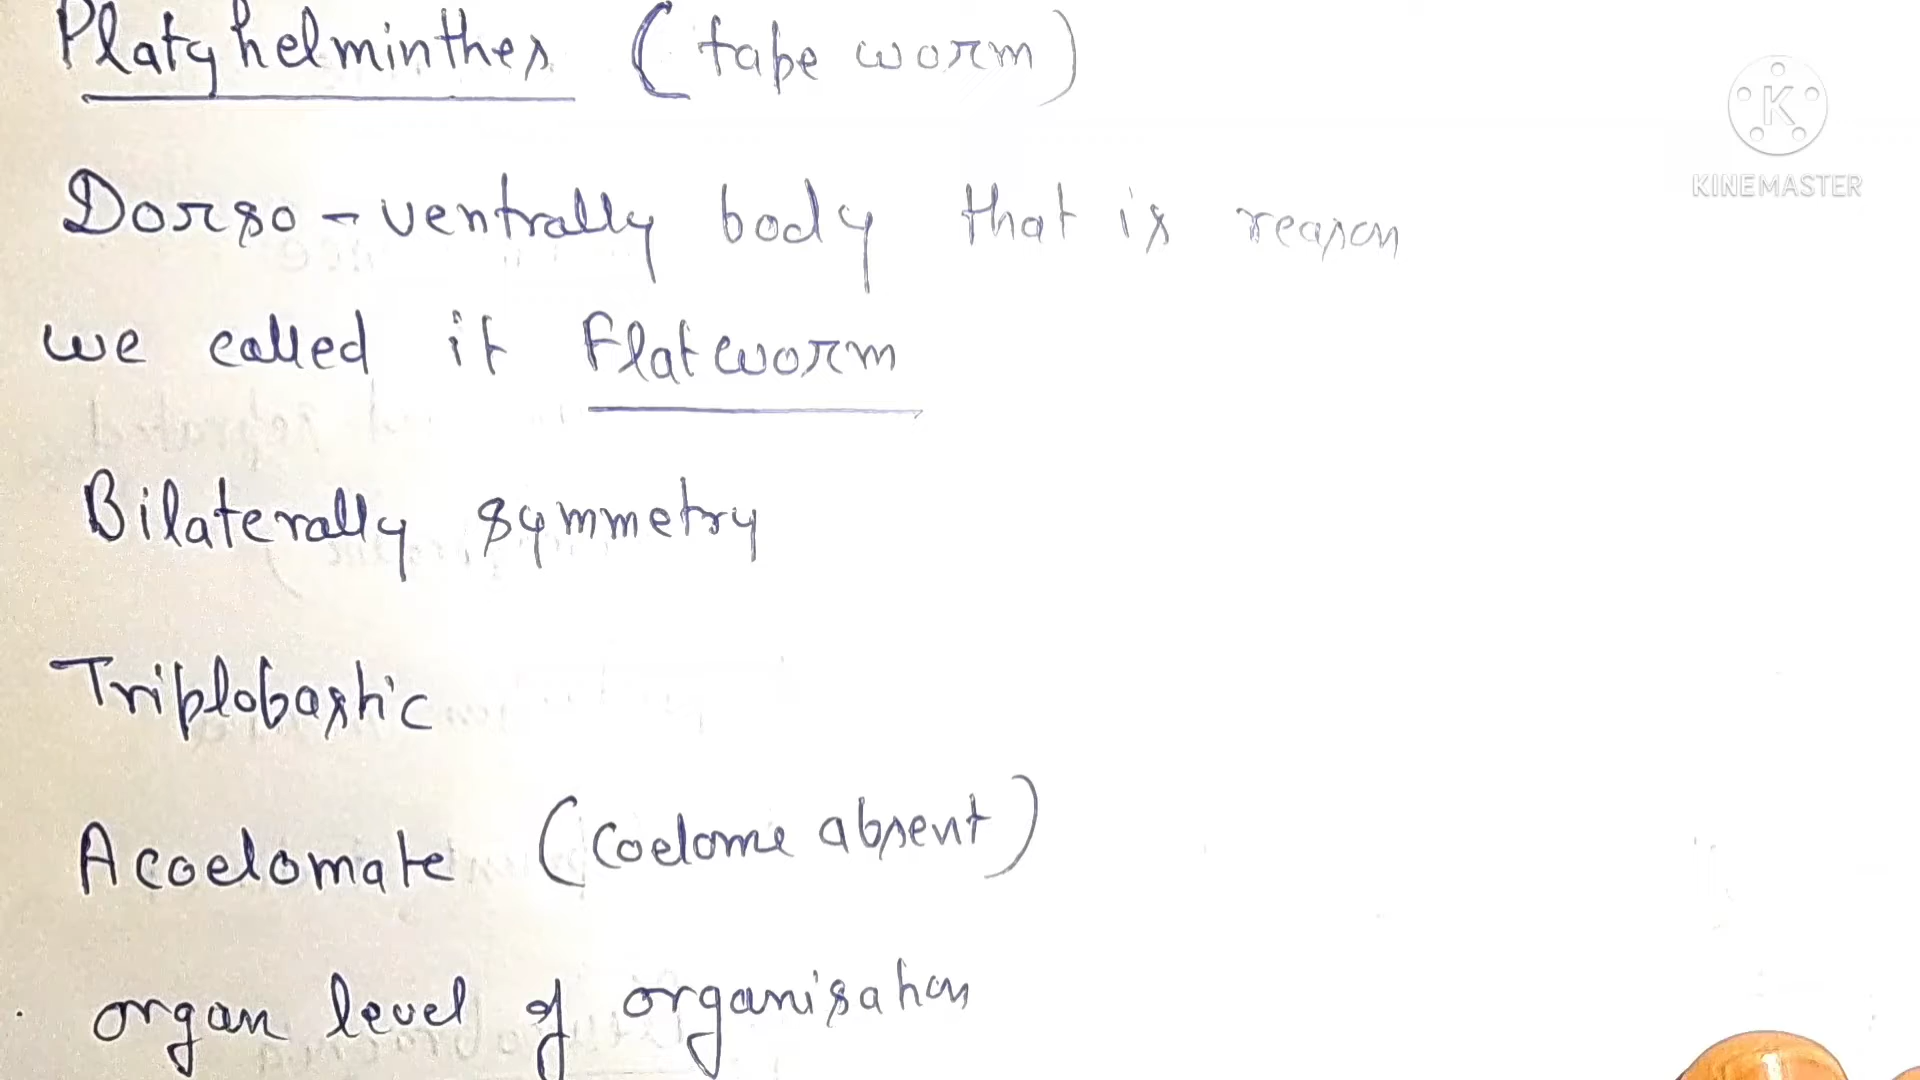 Platyhelminthes (tape worm)
KINEMASTER
Dorso - ventrally body that is reason
we called it Flatworm
Bilaterally symmetry
Triplobastic
Acoelomate (Coelome absent)
organ level of organisation